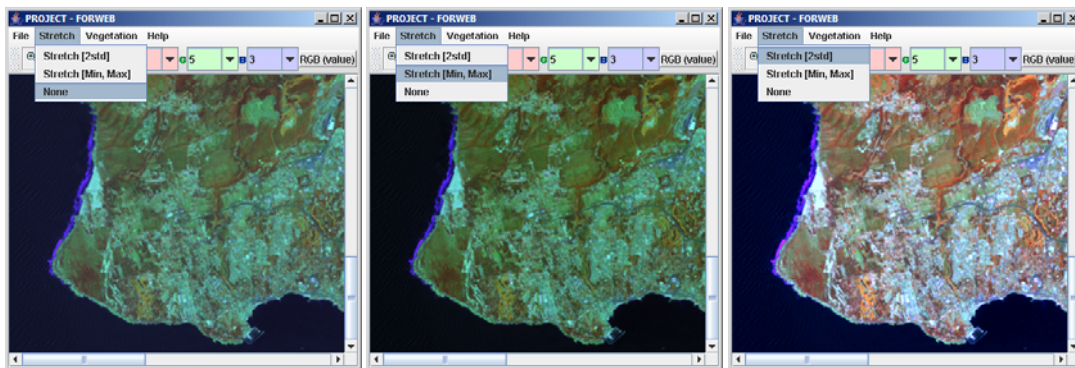 PROJECT - FORWEB
File Stretch Vegetation Help
Stretch [2std]
G 5 B 3 RGB (value)
Stretch [Min, Max]
None
PROJECT - FORWEB
File Stretch Vegetation Help
Stretch [2std]
G 5 B 3 RGB (value)
Stretch [Min, Max]
None
PROJECT - FORWEB
File Stretch Vegetation Help
Stretch [2std]
G 5 B 3 RGB (value)
Stretch [Min, Max]
None